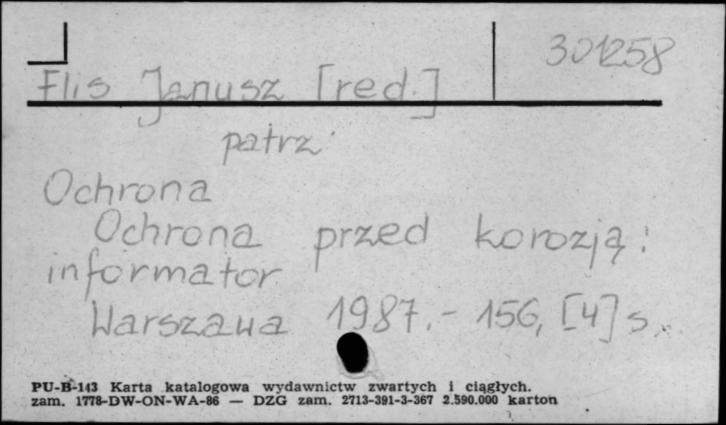 301258
Flis Janusz [red.]
patrz
Ochrona
Ochrona przed korozją:
informator
Warszawa 1987.- 156, [4] s.
PU-B-143 Karta katalogowa wydawnictw zwartych i ciągłych.
zam. 1778-DW-ON-WA-86 — DZG zam. 2713-391-3-367 2.590.000 karton